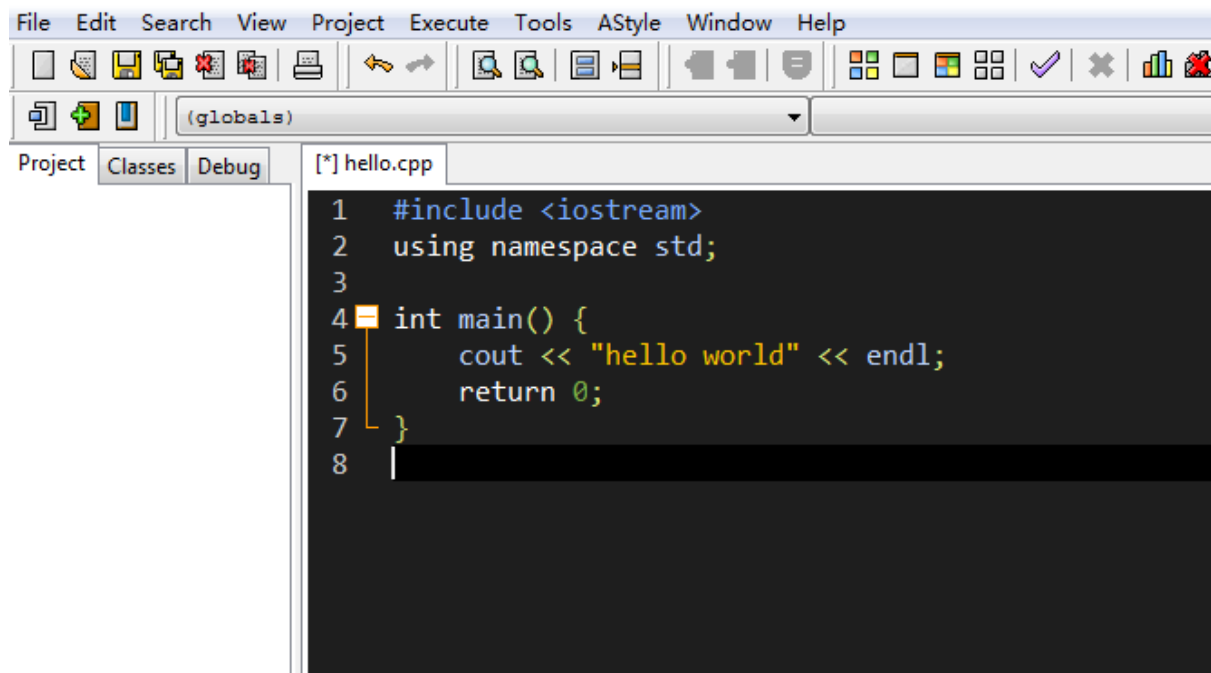 File Edit Search View Project Execute Tools AStyle Window Help
(globals)
Project Classes Debug [*] hello.cpp
1 #include <iostream>
2 using namespace std;
3
4 int main() {
5     cout << "hello world" << endl;
6     return 0;
7 }
8